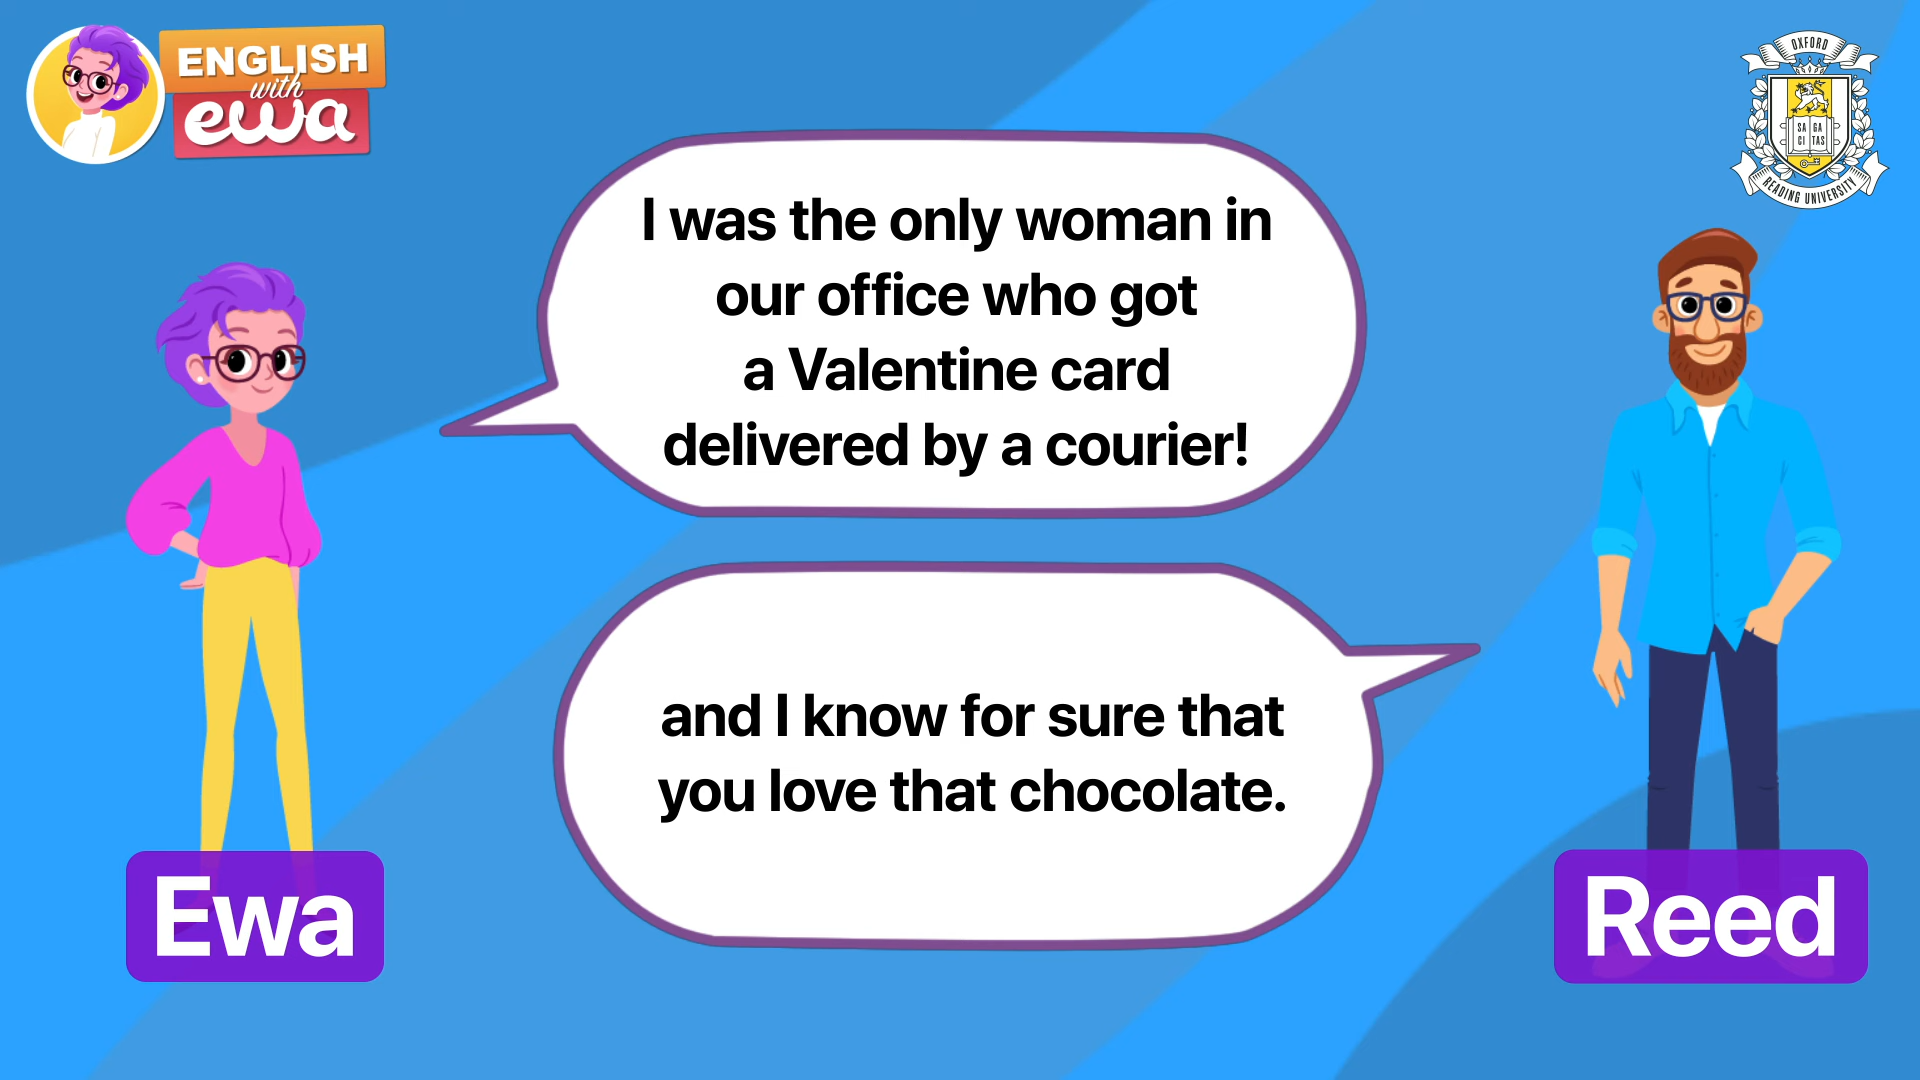 ENGLISH
with
ewa
OXFORD
SA GA
CI TAS
READING UNIVERSITY
I was the only woman in
our office who got
a Valentine card
delivered by a courier!
and I know for sure that
you love that chocolate.
Ewa
Reed